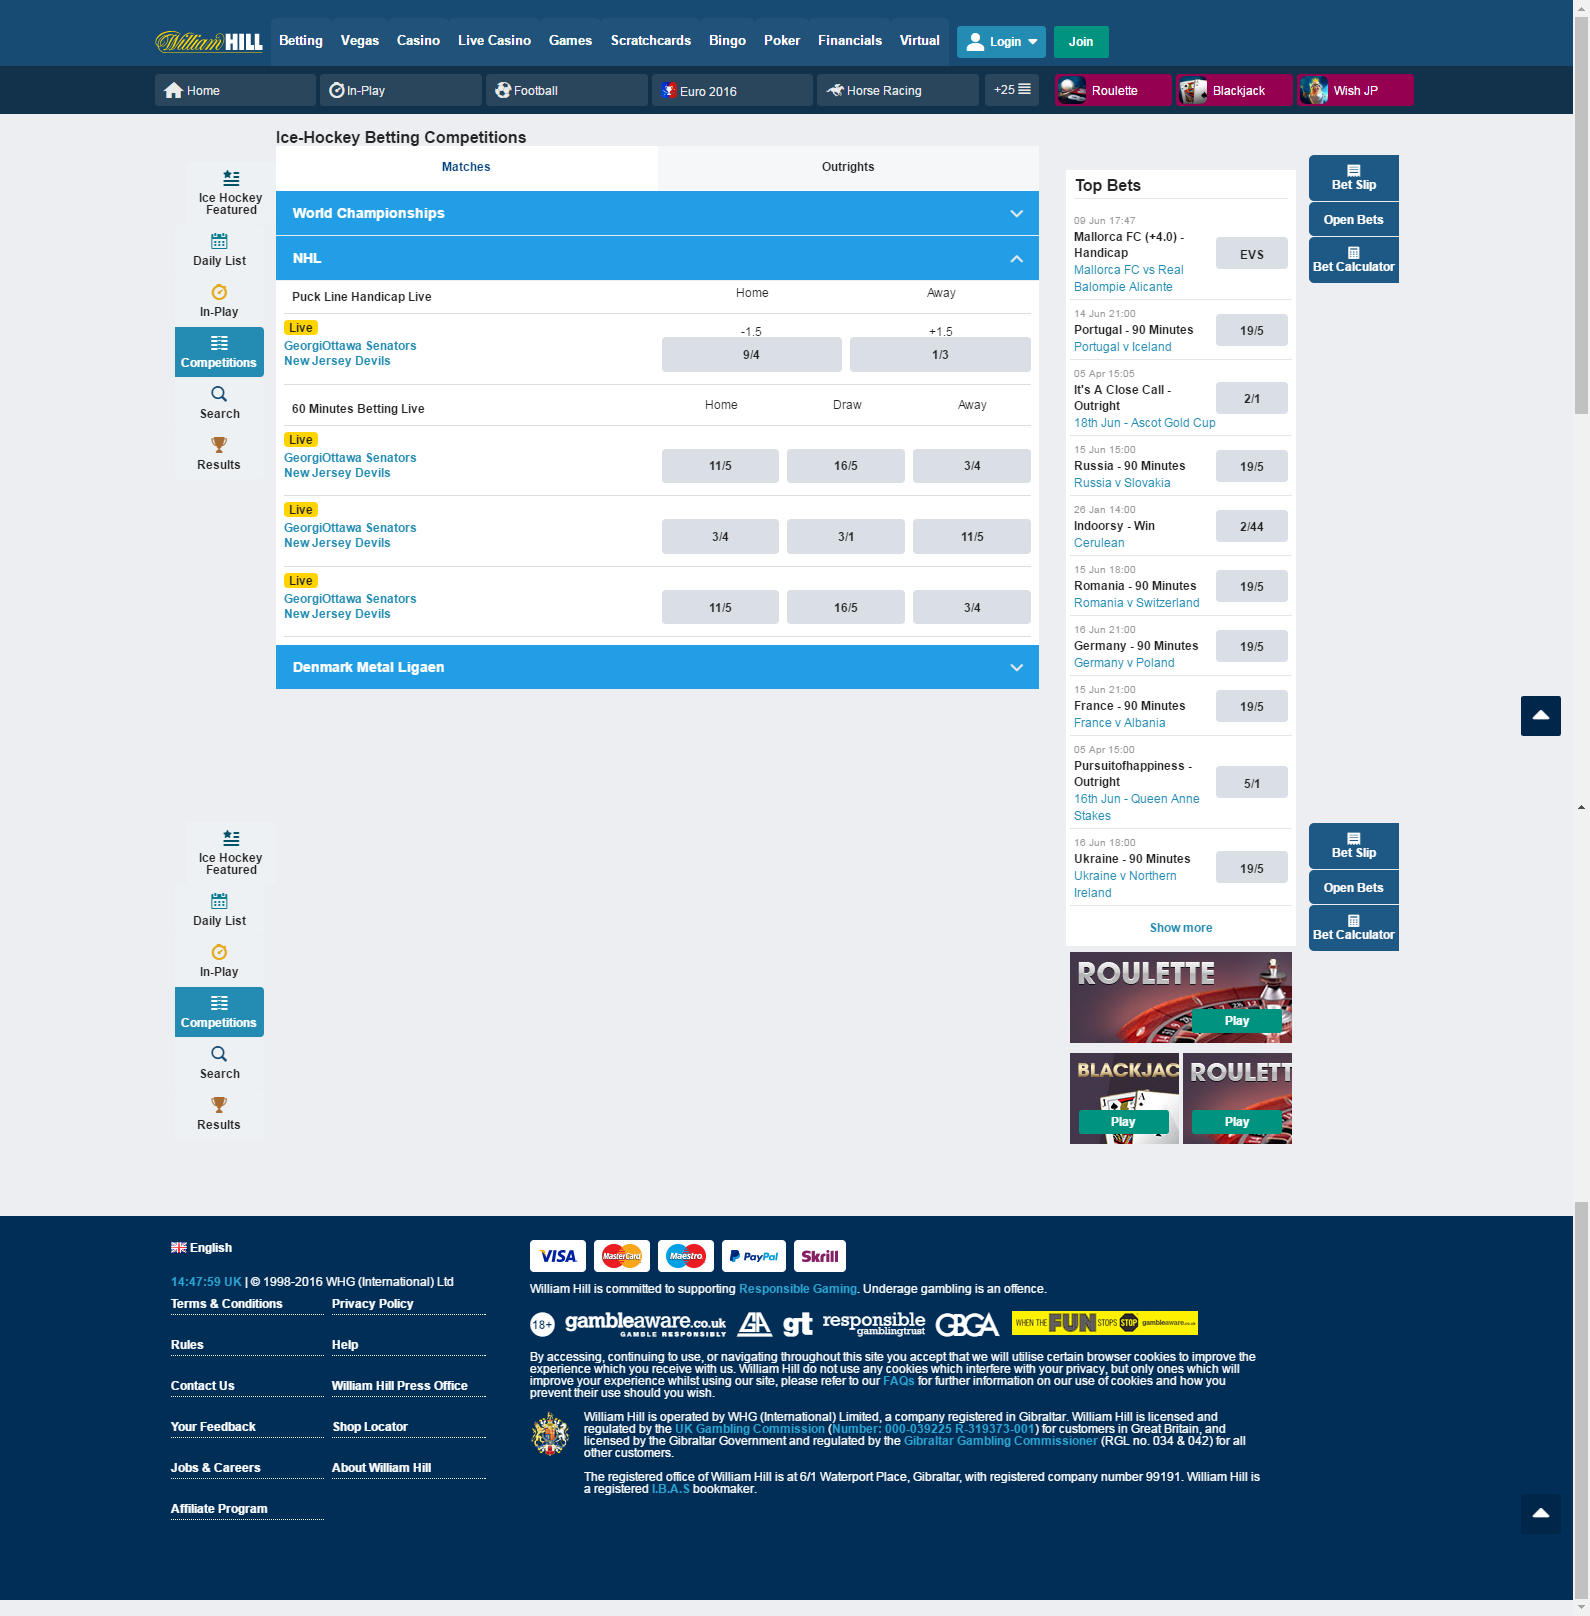 William HILL
Betting
Vegas
Casino
Live Casino
Games
Scratchcards
Bingo
Poker
Financials
Virtual
Login
Join
Home
In-Play
Football
Euro 2016
Horse Racing
+25
Roulette
Blackjack
Wish JP
Ice-Hockey Betting Competitions
Ice Hockey
Featured
Daily List
In-Play
Competitions
Search
Results
Matches
Outrights
World Championships
NHL
Puck Line Handicap Live
Home
Away
Live
GeorgiOttawa Senators
New Jersey Devils
-1.5
+1.5
9/4
1/3
60 Minutes Betting Live
Home
Draw
Away
Live
GeorgiOttawa Senators
New Jersey Devils
11/5
16/5
3/4
Live
GeorgiOttawa Senators
New Jersey Devils
3/4
3/1
11/5
Live
GeorgiOttawa Senators
New Jersey Devils
11/5
16/5
3/4
Denmark Metal Ligaen
Top Bets
09 Jun 17:47
Mallorca FC (+4.0) -
Handicap
Mallorca FC vs Real
Balompie Alicante
EVS
14 Jun 21:00
Portugal - 90 Minutes
Portugal v Iceland
19/5
05 Apr 15:05
It's A Close Call -
Outright
18th Jun - Ascot Gold Cup
2/1
15 Jun 15:00
Russia - 90 Minutes
Russia v Slovakia
19/5
26 Jan 14:00
Indoorsy - Win
Cerulean
2/44
15 Jun 18:00
Romania - 90 Minutes
Romania v Switzerland
19/5
16 Jun 21:00
Germany - 90 Minutes
Germany v Poland
19/5
15 Jun 21:00
France - 90 Minutes
France v Albania
19/5
05 Apr 15:00
Pursuitofhappiness -
Outright
16th Jun - Queen Anne
Stakes
5/1
16 Jun 18:00
Ukraine - 90 Minutes
Ukraine v Northern
Ireland
19/5
Show more
Bet Slip
Open Bets
Bet Calculator
Ice Hockey
Featured
Daily List
In-Play
Competitions
Search
Results
Bet Slip
Open Bets
Bet Calculator
ROULETTE
Play
BLACKJAC
Play
ROULETT
Play
English
14:47:59 UK | © 1998-2016 WHG (International) Ltd
Terms & Conditions
Privacy Policy
Rules
Help
Contact Us
William Hill Press Office
Your Feedback
Shop Locator
Jobs & Careers
About William Hill
Affiliate Program
VISA
MasterCard
Maestro
PayPal
Skrill
William Hill is committed to supporting Responsible Gaming. Underage gambling is an offence.
18+
gambleaware.co.uk
GAMBLE RESPONSIBLY
GA
gt
responsible
gamblingtrust
GBGA
WHEN THE FUN STOPS STOP gambleaware.co.uk
By accessing, continuing to use, or navigating throughout this site you accept that we will utilise certain browser cookies to improve the
experience which you receive with us. William Hill do not use any cookies which interfere with your privacy, but only ones which will
improve your experience whilst using our site, please refer to our FAQs for further information on our use of cookies and how you
prevent their use should you wish.
William Hill is operated by WHG (International) Limited, a company registered in Gibraltar. William Hill is licensed and
regulated by the UK Gambling Commission (Number: 000-039225 R-319373-001) for customers in Great Britain, and
licensed by the Gibraltar Government and regulated by the Gibraltar Gambling Commissioner (RGL no. 034 & 042) for all
other customers.
The registered office of William Hill is at 6/1 Waterport Place, Gibraltar, with registered company number 99191. William Hill is
a registered I.B.A.S bookmaker.